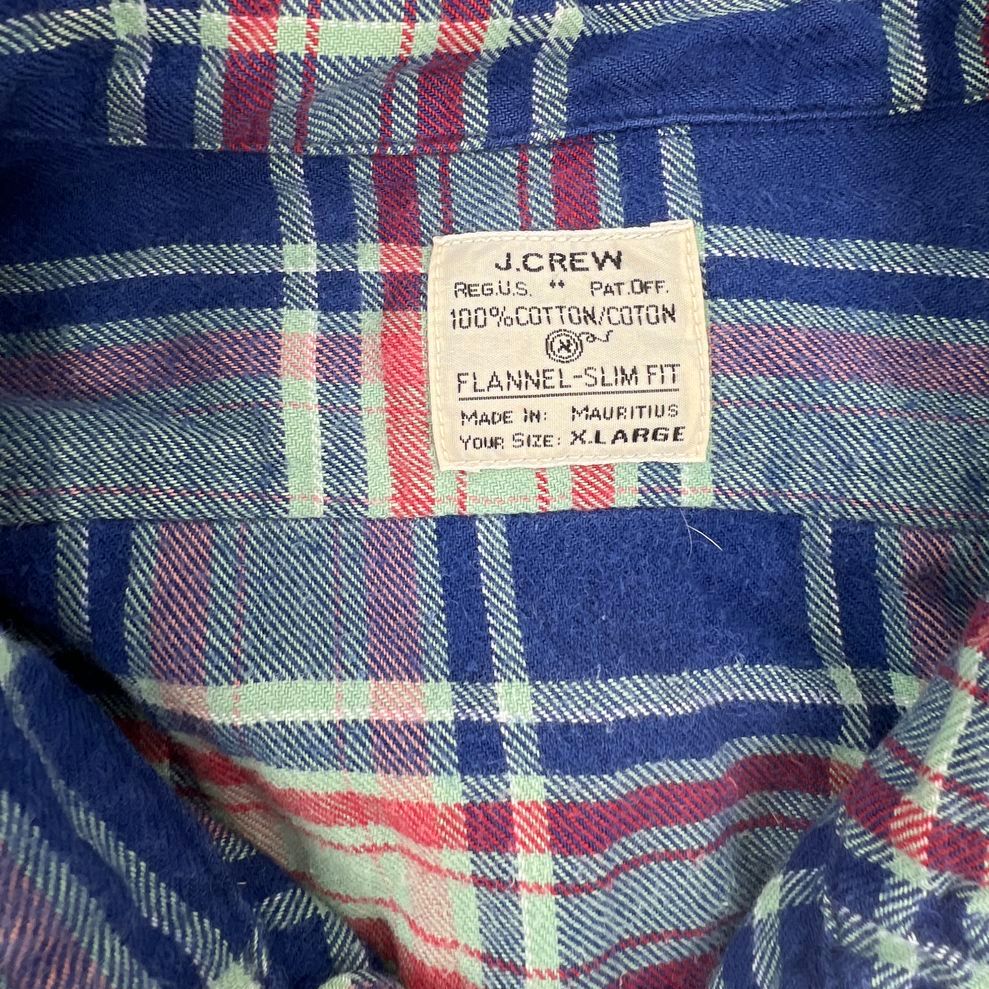 J.CREW
REG.U.S. " PAT.OFF.
100%COTTON/COTON
FLANNEL-SLIM FIT
MADE IN: MAURITIUS
YOUR SIZE: X.LARGE